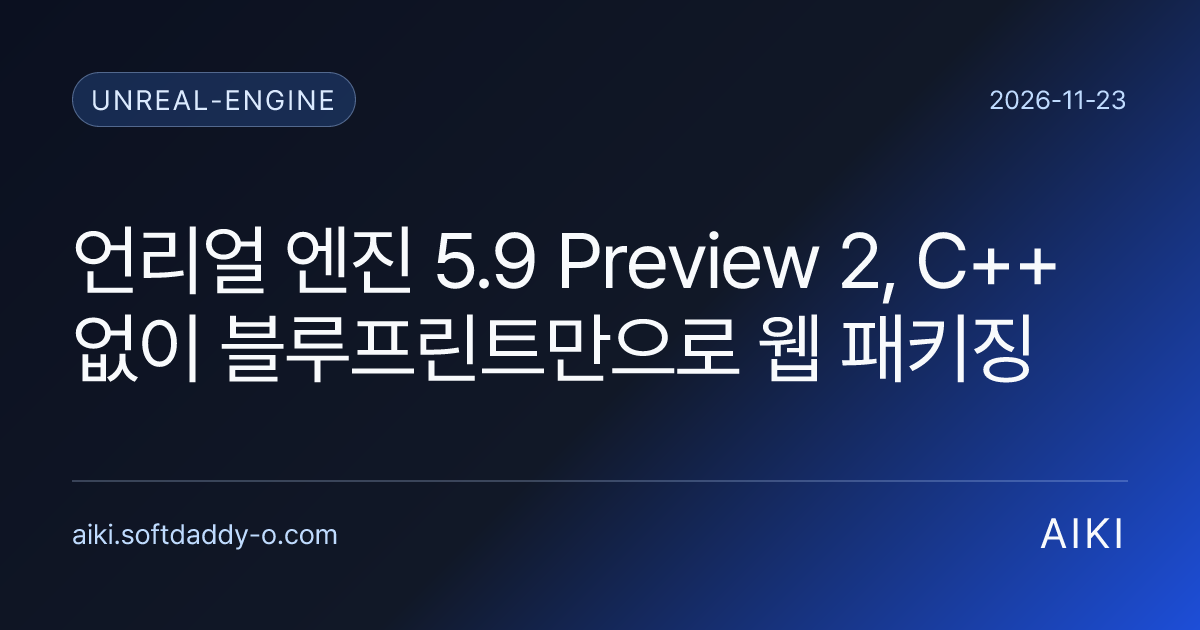 UNREAL-ENGINE
2026-11-23
언리얼 엔진 5.9 Preview 2, C++
없이 블루프린트만으로 웹 패키징
aiki.softdaddy-o.com
AIKI